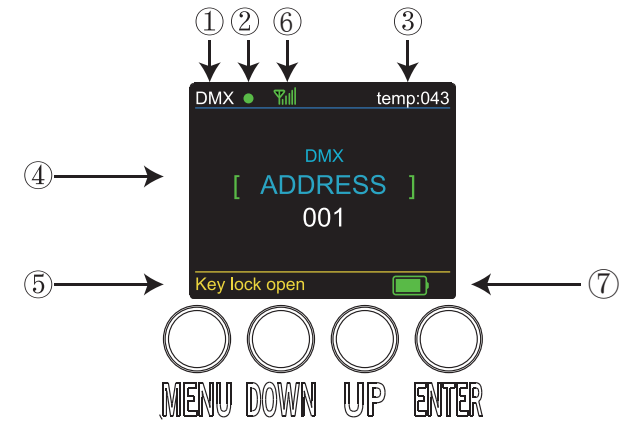 ① ② ⑥ ③
DMX temp:043
④
DMX
[ ADDRESS ]
001
⑤ Key lock open ⑦
MENU DOWN UP ENTER